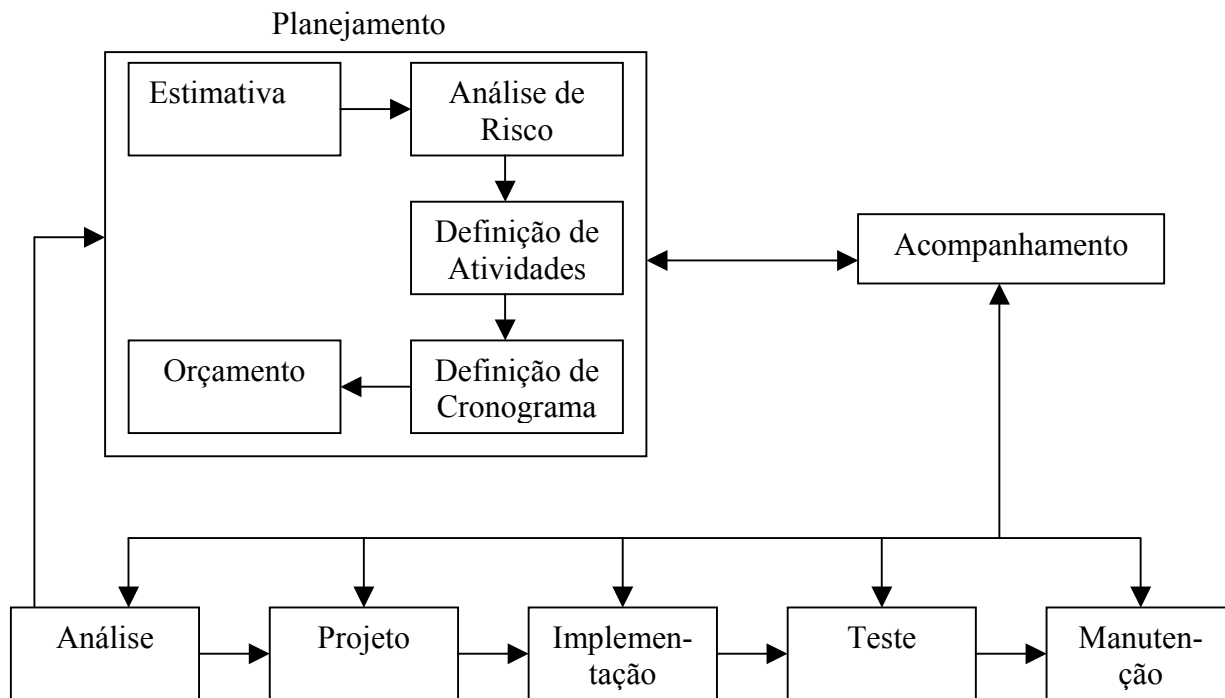 Planejamento
Estimativa
Análise de
Risco
Definição de
Atividades
Acompanhamento
Orçamento
Definição de
Cronograma
Análise
Projeto
Implemen-
tação
Teste
Manuten-
ção